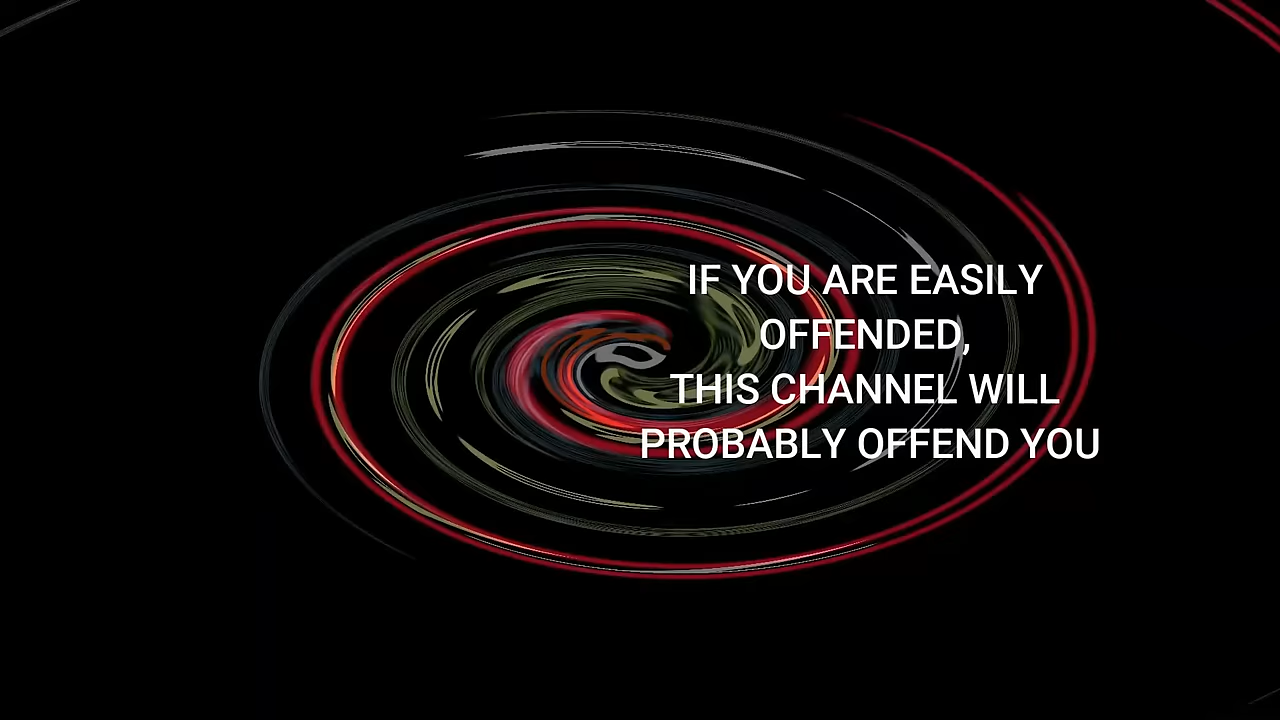 IF YOU ARE EASILY
OFFENDED,
THIS CHANNEL WILL
PROBABLY OFFEND YOU